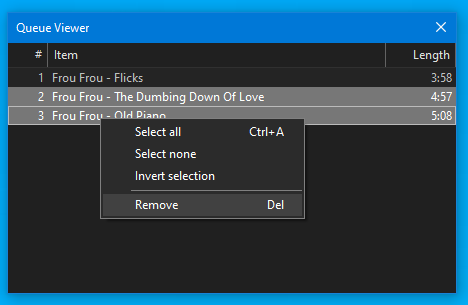 Queue Viewer
# Item Length
1 Frou Frou - Flicks 3:58
2 Frou Frou - The Dumbing Down Of Love 4:57
3 Frou Frou - Old Piano 5:08
Select all Ctrl+A
Select none
Invert selection
Remove Del